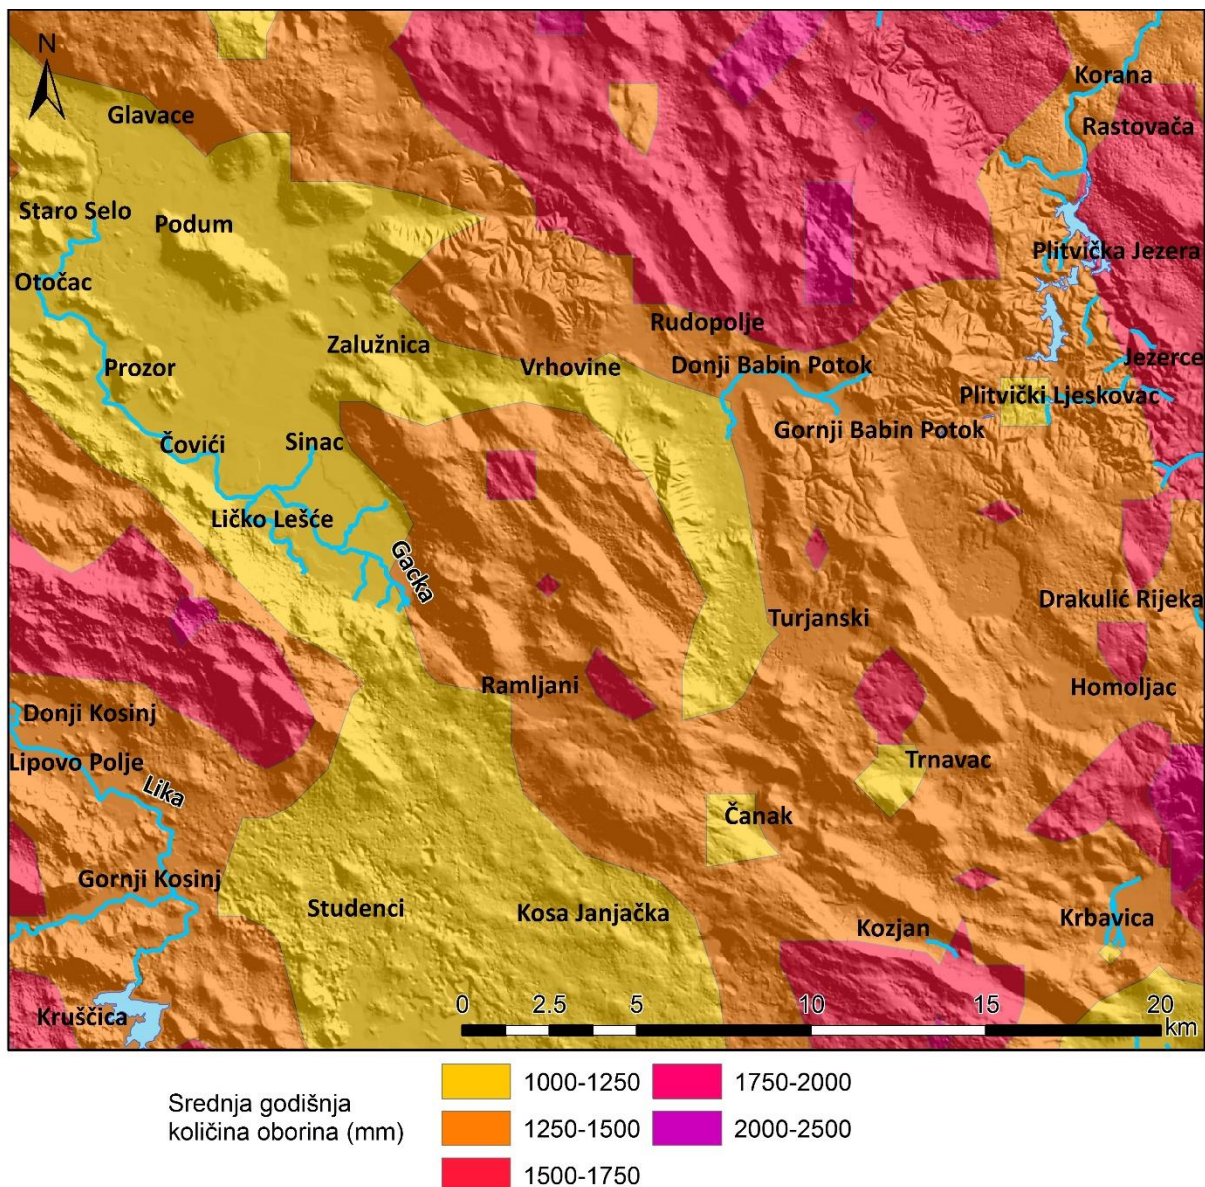 N
Korana
Glavace
Rastovača
Staro Selo
Podum
Plitvička Jezera
Otočac
Rudopolje
Zalužnica
Jezerce
Prozor
Vrhovine
Donji Babin Potok
Plitvički Ljeskovac
Gornji Babin Potok
Čovići
Sinac
Ličko Lešće
Gacka
Drakulić Rijeka
Turjanski
Ramljani
Homoljac
Donji Kosinj
Lipovo Polje
Trnavac
Lika
Čanak
Gornji Kosinj
Studenci
Kosa Janjačka
Kozjan
Krbavica
Kruščica
0 2.5 5 10 15 20
km
Srednja godišnja
količina oborina (mm)
1000-1250
1250-1500
1500-1750
1750-2000
2000-2500